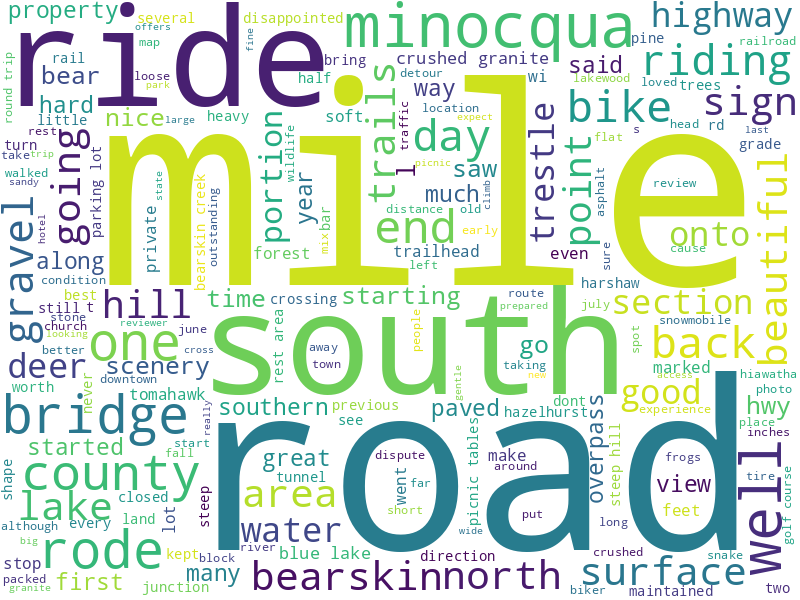 property
several
offers
map
ride
disappointed
fine
minocqua
highway
pine
railroad
round trip
rail
bear
loose
park
bring
crushed granite
half
detour
way
wi
said
lakewood
loved
trees
riding
sign
hard
little
nice
large
heavy
soft
location
traffic
expect
bike
rest
turn
take
trip
walked
sandy
going
parking lot
mile
portion
wildlife
year
trails
day
l
saw
picnic
much
climb
trestle
point
flat
s
head
rd
last
grade
asphalt
review
even
sure
onto
cause
beautiful
gravel
hotel
along
private
state
bearskin creek
outstanding
mix
bar
distance
old
end
early
trailhead
left
forest
condition
best
still
t
stone
church
looking
better
hill
reviewer
june
july
time
crossing
starting
route
prepared
harshaw
section
snowmobile
spot
one
cross
south
rest area
away
town
people
go
taking
new
back
marked
access
hiawatha
photo
deer
scenery
downtown
worth
never
tomahawk
gentle
dont
good
experience
place
hwy
inches
bridge
really
southern
previous
see
paved
hazelhurst
overpass
started
start
fall
great
tunnel
dispute
went
far
make
around
picnic tables
steep hill
frogs
view
tire
golf course
well
shape
county
closed
steep
area
road
short
put
feet
long
lake
although
every
land
lot
kept
water
wide
snake
big
rode
river
block
blue lake
direction
crushed
biker
stop
packed
granite
first
junction
many
bearskin
north
surface
maintained
two